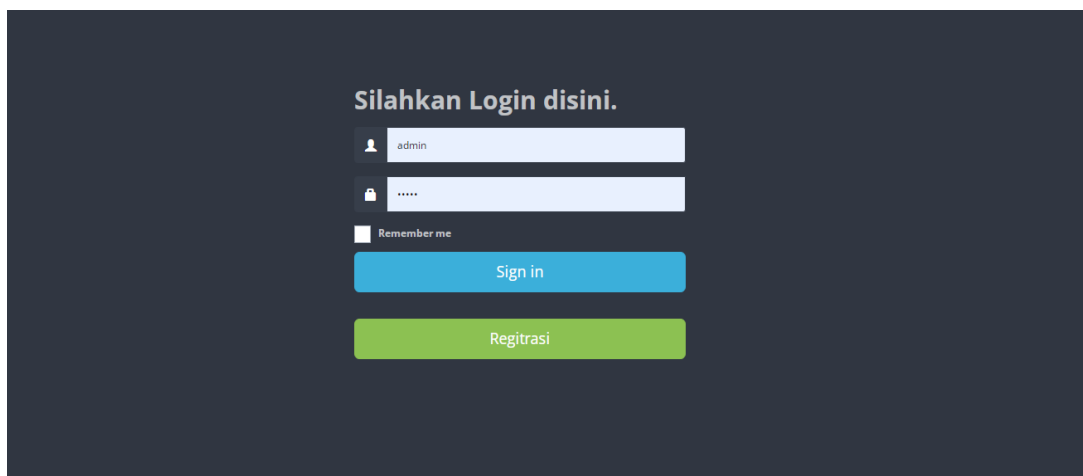 Silahkan Login disini.
admin
•••••
Remember me
Sign in
Regitrasi